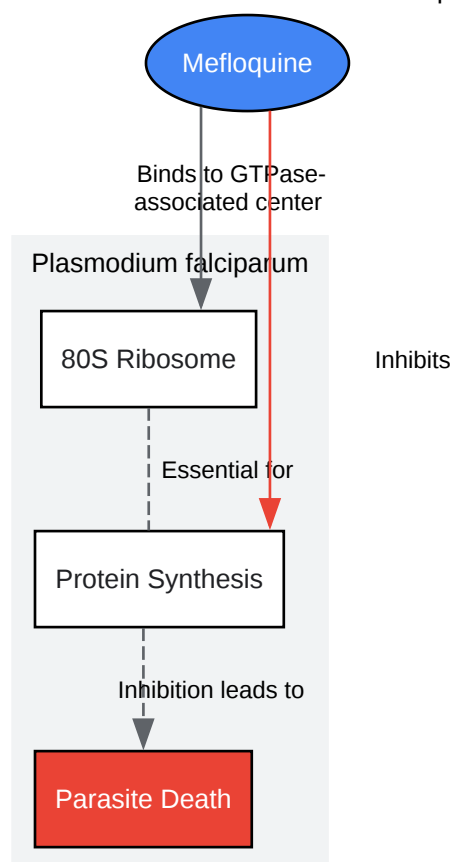 Mefloquine
Binds to GTPase-
associated center
Plasmodium falciparum
80S Ribosome
Inhibits
Essential for
Protein Synthesis
Inhibition leads to
Parasite Death